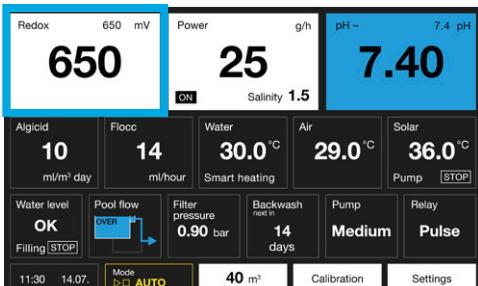 Redox 650 mV
650
Power g/h
25
ON Salinity 1.5
pH – 7.4 pH
7.40
Algicid
10
ml/m³ day
Flocc
14
ml/hour
Water
30.0°C
Smart heating
Air
29.0°C
Solar
36.0°C
Pump STOP
Water level
OK
Filling STOP
Pool flow
OVER
Filter
pressure
0.90 bar
Backwash
next in
14
days
Pump
Medium
Relay
Pulse
11:30 14.07.
Mode
AUTO
40 m³
Calibration
Settings